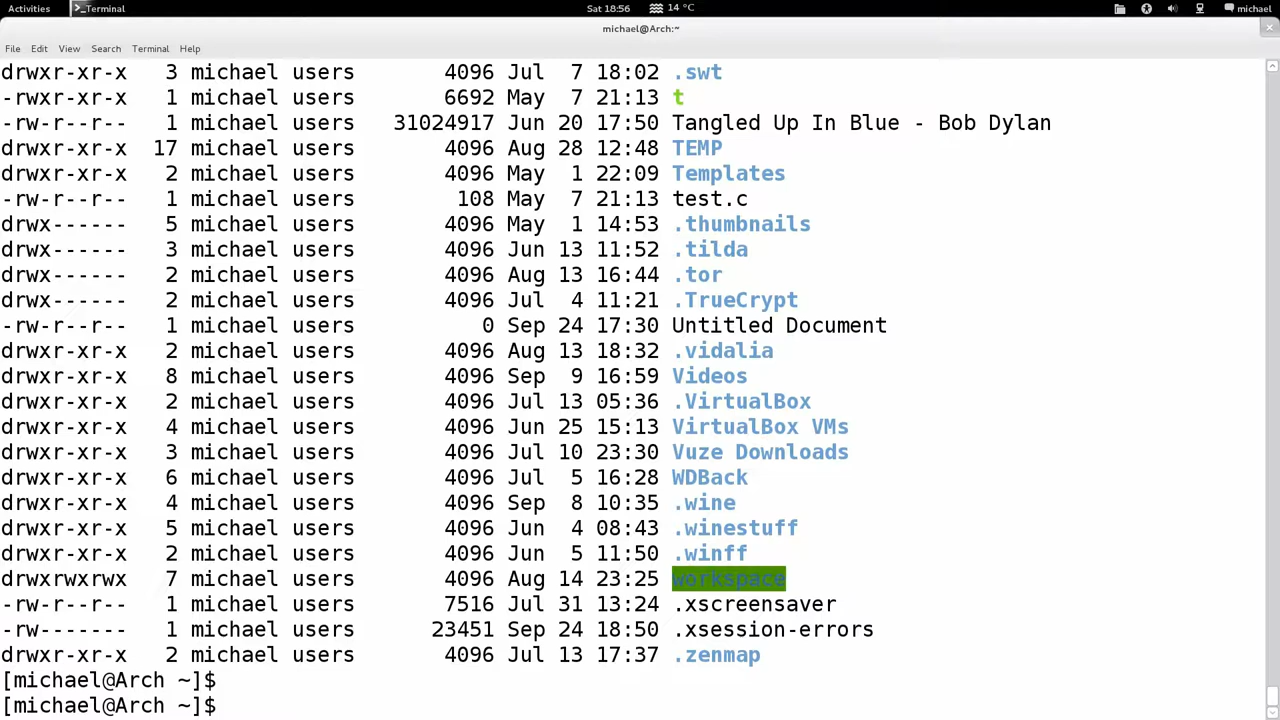 Activities >_Terminal Sat 18:56 14 °C michael
michael@Arch:~
File Edit View Search Terminal Help
drwxr-xr-x 3 michael users 4096 Jul 7 18:02 .swt
-rwxr-xr-x 1 michael users 6692 May 7 21:13 t
-rw-r--r-- 1 michael users 31024917 Jun 20 17:50 Tangled Up In Blue - Bob Dylan
drwxr-xr-x 17 michael users 4096 Aug 28 12:48 TEMP
drwxr-xr-x 2 michael users 4096 May 1 22:09 Templates
-rw-r--r-- 1 michael users 108 May 7 21:13 test.c
drwx------ 5 michael users 4096 May 1 14:53 .thumbnails
drwx------ 3 michael users 4096 Jun 13 11:52 .tilda
drwx------ 2 michael users 4096 Aug 13 16:44 .tor
drwx------ 2 michael users 4096 Jul 4 11:21 .TrueCrypt
-rw-r--r-- 1 michael users 0 Sep 24 17:30 Untitled Document
drwxr-xr-x 2 michael users 4096 Aug 13 18:32 .vidalia
drwxr-xr-x 8 michael users 4096 Sep 9 16:59 Videos
drwxr-xr-x 2 michael users 4096 Jul 13 05:36 .VirtualBox
drwxr-xr-x 4 michael users 4096 Jun 25 15:13 VirtualBox VMs
drwxr-xr-x 3 michael users 4096 Jul 10 23:30 Vuze Downloads
drwxr-xr-x 6 michael users 4096 Jul 5 16:28 WDBack
drwxr-xr-x 4 michael users 4096 Sep 8 10:35 .wine
drwxr-xr-x 5 michael users 4096 Jun 4 08:43 .winestuff
drwxr-xr-x 2 michael users 4096 Jun 5 11:50 .winff
drwxrwxrwx 7 michael users 4096 Aug 14 23:25 workspace
-rw-r--r-- 1 michael users 7516 Jul 31 13:24 .xscreensaver
-rw------- 1 michael users 23451 Sep 24 18:50 .xsession-errors
drwxr-xr-x 2 michael users 4096 Jul 13 17:37 .zenmap
[michael@Arch ~]$
[michael@Arch ~]$